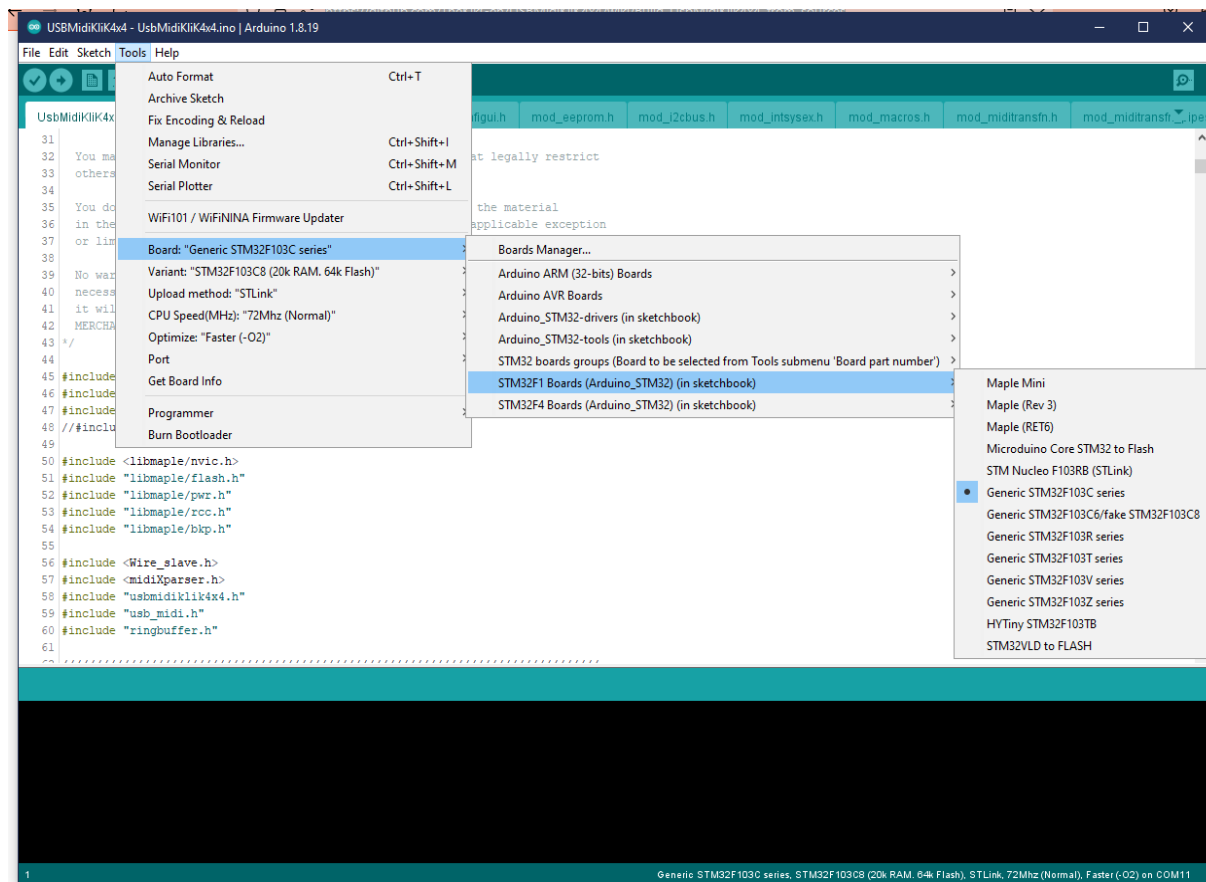 USBMidiKliK4x4 - UsbMidiKliK4x4.ino | Arduino 1.8.19
File Edit Sketch Tools Help
UsbMidiKliK4x
figui.h
mod_eeprom.h
mod_i2cbus.h
mod_intsysex.h
mod_macros.h
mod_miditransfn.h
mod_miditransfr
Auto Format Ctrl+T
Archive Sketch
Fix Encoding & Reload
Manage Libraries... Ctrl+Shift+I
Serial Monitor Ctrl+Shift+M
Serial Plotter Ctrl+Shift+L
WiFi101 / WiFiNINA Firmware Updater
Board: "Generic STM32F103C series"
Variant: "STM32F103C8 (20k RAM. 64k Flash)"
Upload method: "STLink"
CPU Speed(MHz): "72Mhz (Normal)"
Optimize: "Faster (-O2)"
Port
Get Board Info
Programmer
Burn Bootloader
Boards Manager...
Arduino ARM (32-bits) Boards
Arduino AVR Boards
Arduino_STM32-drivers (in sketchbook)
Arduino_STM32-tools (in sketchbook)
STM32 boards groups (Board to be selected from Tools submenu 'Board part number')
STM32F1 Boards (Arduino_STM32) (in sketchbook)
STM32F4 Boards (Arduino_STM32) (in sketchbook)
Maple Mini
Maple (Rev 3)
Maple (RET6)
Microduino Core STM32 to Flash
STM Nucleo F103RB (STLink)
Generic STM32F103C series
Generic STM32F103C6/fake STM32F103C8
Generic STM32F103R series
Generic STM32F103T series
Generic STM32F103V series
Generic STM32F103Z series
HYTiny STM32F103TB
STM32VLD to FLASH
31
32 You ma at legally restrict
33 others
34
35 You do the material
36 in the applicable exception
37 or lim
38
39 No war
40 necess
41 it wil
42 MERCHA
43 */
44
45 #include
46 #include
47 #include
48 //#inclu
49
50 #include <libmaple/nvic.h>
51 #include "libmaple/flash.h"
52 #include "libmaple/pwr.h"
53 #include "libmaple/rcc.h"
54 #include "libmaple/bkp.h"
55
56 #include <Wire_slave.h>
57 #include <midiXparser.h>
58 #include "usbmidiklik4x4.h"
59 #include "usb_midi.h"
60 #include "ringbuffer.h"
61
1
Generic STM32F103C series, STM32F103C8 (20k RAM. 64k Flash), STLink, 72Mhz (Normal), Faster (-O2) on COM11